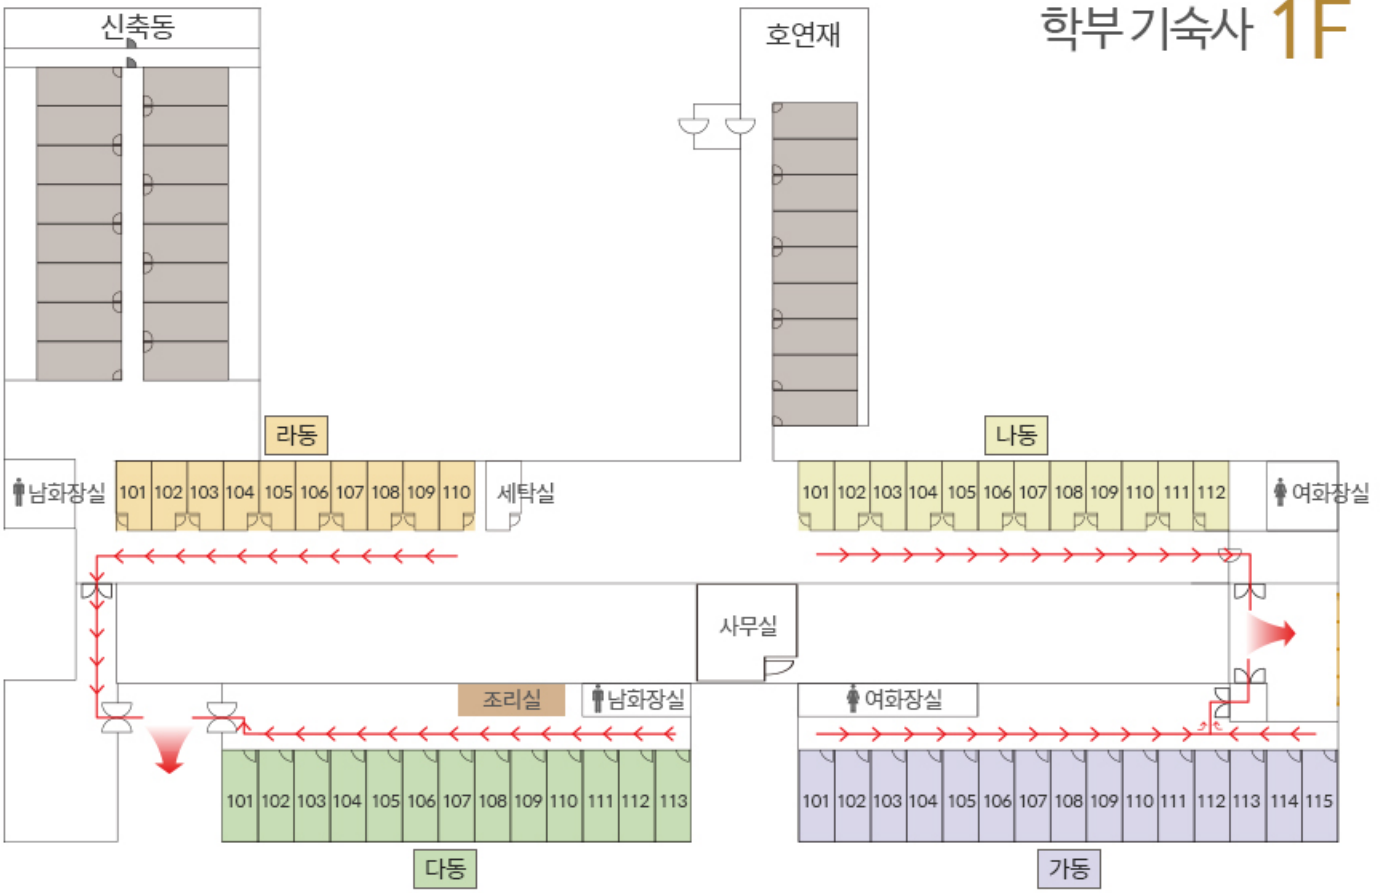 학부 기숙사 1F
신축동
호연재
라동
나동
남화장실 101 102 103 104 105 106 107 108 109 110 세탁실
101 102 103 104 105 106 107 108 109 110 111 112 여화장실
사무실
조리실 남화장실
여화장실
101 102 103 104 105 106 107 108 109 110 111 112 113
101 102 103 104 105 106 107 108 109 110 111 112 113 114 115
다동
가동